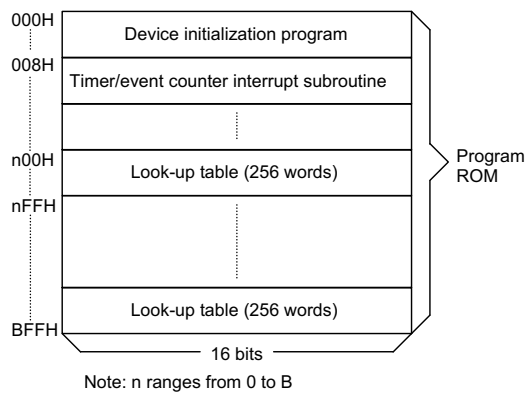 000H
Device initialization program
008H
Timer/event counter interrupt subroutine
n00H
Look-up table (256 words)
nFFH
Program
ROM
Look-up table (256 words)
BFFH
16 bits
Note: n ranges from 0 to B